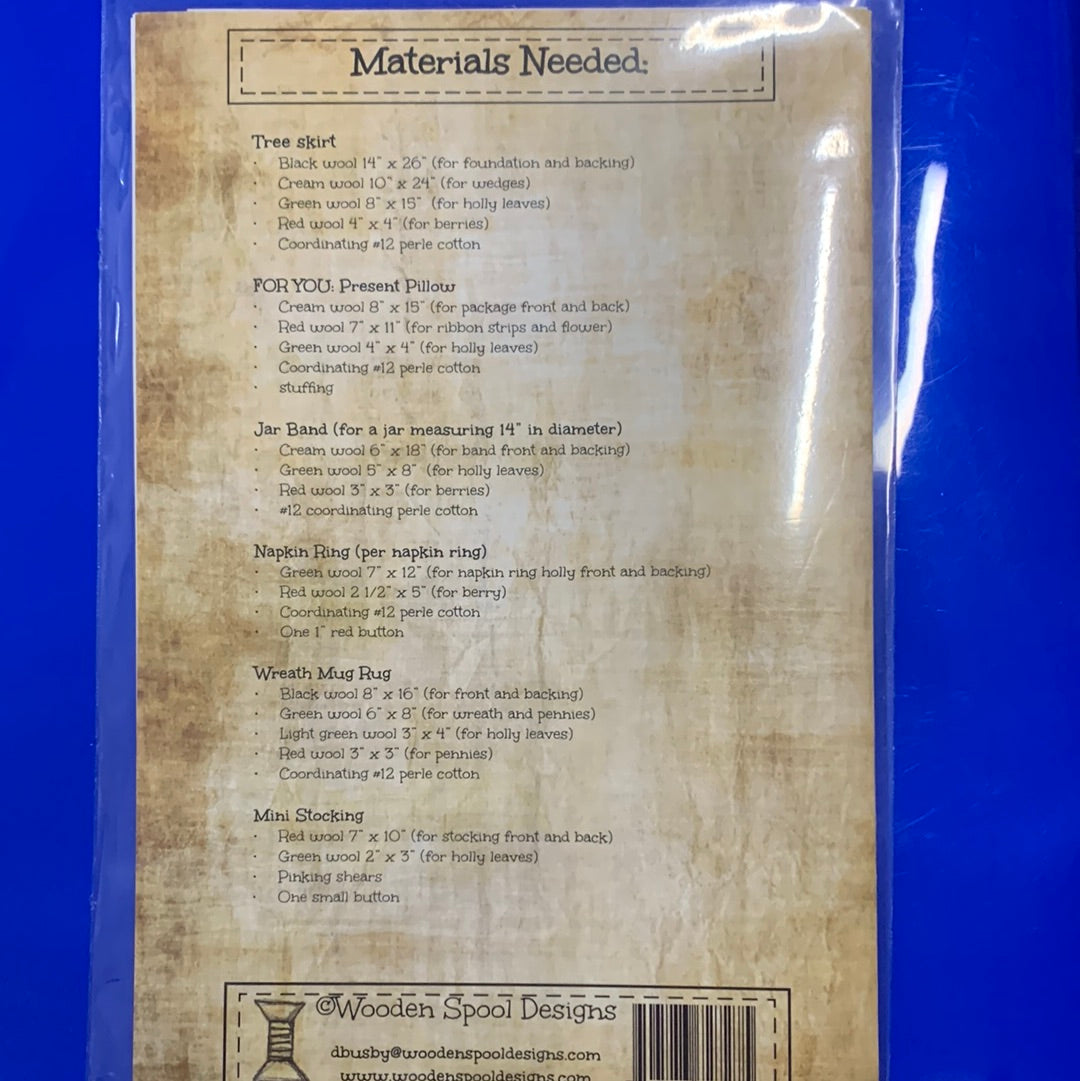 Materials Needed:
Tree skirt
· Black wool 14" x 26" (for foundation and backing)
· Cream wool 10" x 24" (for wedges)
· Green wool 8" x 15" (for holly leaves)
· Red wool 4" x 4" (for berries)
· Coordinating #12 perle cotton
FOR YOU: Present Pillow
· Cream wool 8" x 15" (for package front and back)
· Red wool 7" x 11" (for ribbon strips and flower)
· Green wool 4" x 4" (for holly leaves)
· Coordinating #12 perle cotton
· stuffing
Jar Band (for a jar measuring 14" in diameter)
· Cream wool 6" x 18" (for band front and backing)
· Green wool 5" x 8" (for holly leaves)
· Red wool 3" x 3" (for berries)
· #12 coordinating perle cotton
Napkin Ring (per napkin ring)
· Green wool 7" x 12" (for napkin ring holly front and backing)
· Red wool 2 1/2" x 5" (for berry)
· Coordinating #12 perle cotton
· One 1" red button
Wreath Mug Rug
· Black wool 8" x 16" (for front and backing)
· Green wool 6" x 8" (for wreath and pennies)
· Light green wool 3" x 4" (for holly leaves)
· Red wool 3" x 3" (for pennies)
· Coordinating #12 perle cotton
Mini Stocking
· Red wool 7" x 10" (for stocking front and back)
· Green wool 2" x 3" (for holly leaves)
· Pinking shears
· One small button
©Wooden Spool Designs
dbusby@woodenspooldesigns.com
www.woodenspooldesigns.com